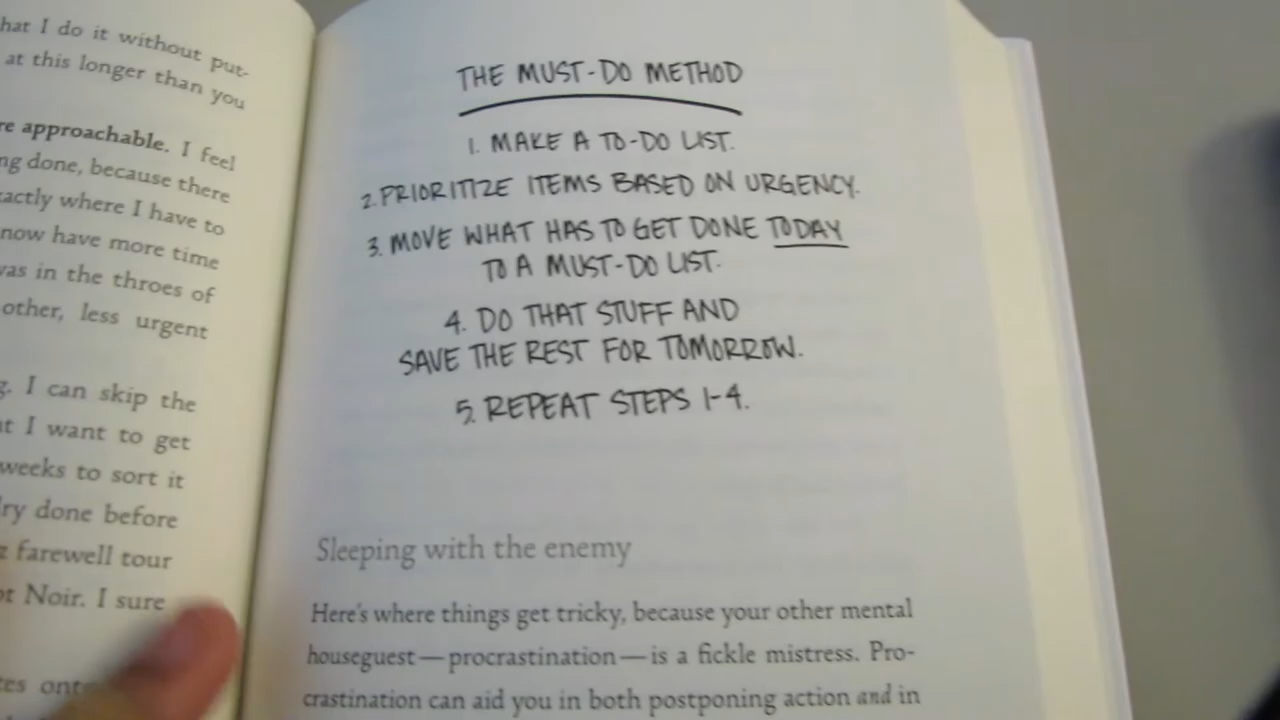 hat I do it without put-
at this longer than you
re approachable. I feel
ng done, because there
actly where I have to
now have more time
was in the throes of
other, less urgent
g. I can skip the
at I want to get
weeks to sort it
dry done before
farewell tour
ot Noir. I sure
THE MUST-DO METHOD
1. MAKE A TO-DO LIST.
2. PRIORITIZE ITEMS BASED ON URGENCY.
3. MOVE WHAT HAS TO GET DONE TODAY
TO A MUST-DO LIST.
4. DO THAT STUFF AND
SAVE THE REST FOR TOMORROW.
5. REPEAT STEPS 1-4.
Sleeping with the enemy
Here's where things get tricky, because your other mental
houseguest—procrastination—is a fickle mistress. Pro-
crastination can aid you in both postponing action and in